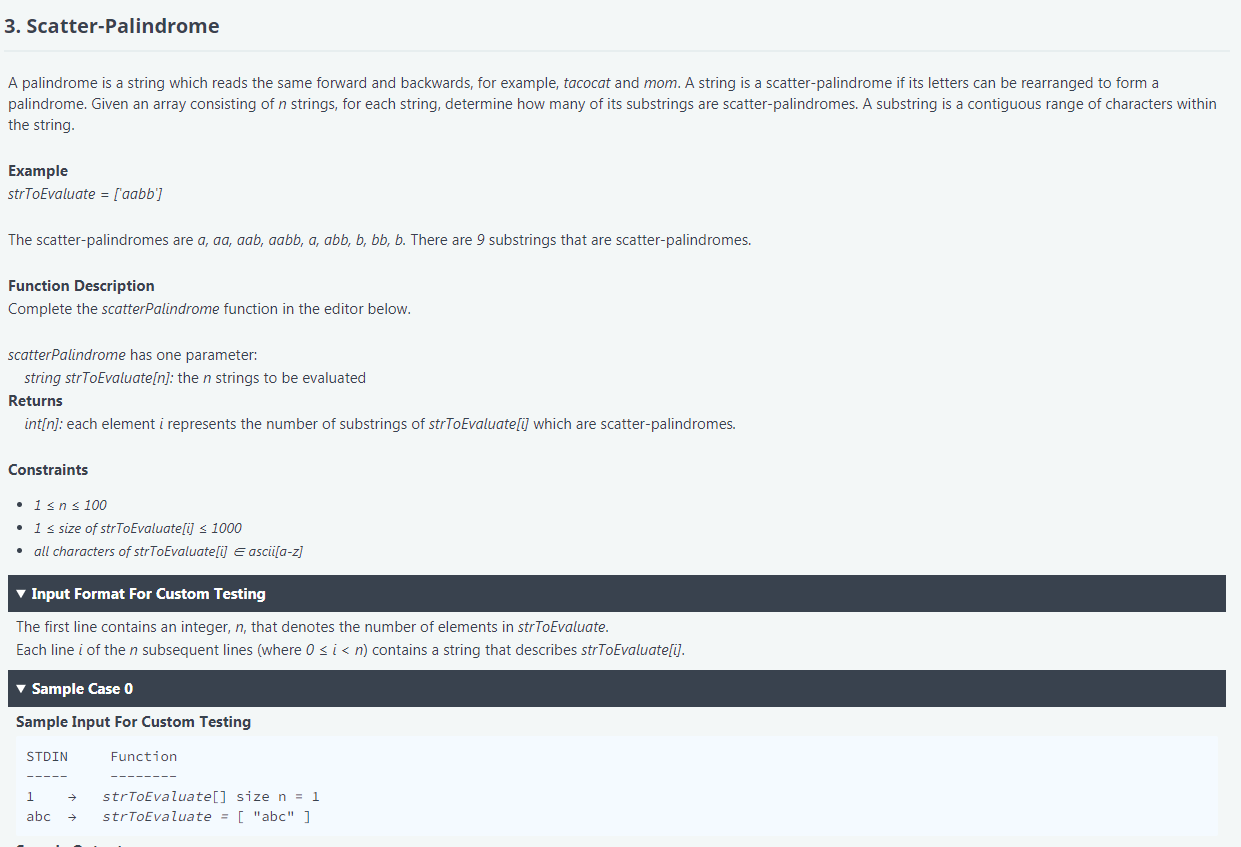 3. Scatter-Palindrome
A palindrome is a string which reads the same forward and backwards, for example, tacocat and mom. A string is a scatter-palindrome if its letters can be rearranged to form a
palindrome. Given an array consisting of n strings, for each string, determine how many of its substrings are scatter-palindromes. A substring is a contiguous range of characters within
the string.
Example
strToEvaluate = ['aabb']
The scatter-palindromes are a, aa, aab, aabb, a, abb, b, bb, b. There are 9 substrings that are scatter-palindromes.
Function Description
Complete the scatterPalindrome function in the editor below.
scatterPalindrome has one parameter:
string strToEvaluate[n]: the n strings to be evaluated
Returns
int[n]: each element i represents the number of substrings of strToEvaluate[i] which are scatter-palindromes.
Constraints
• 1 ≤ n ≤ 100
• 1 ≤ size of strToEvaluate[i] ≤ 1000
• all characters of strToEvaluate[i] ∈ ascii[a-z]
▼ Input Format For Custom Testing
The first line contains an integer, n, that denotes the number of elements in strToEvaluate.
Each line i of the n subsequent lines (where 0 ≤ i < n) contains a string that describes strToEvaluate[i].
▼ Sample Case 0
Sample Input For Custom Testing
STDIN Function
----- --------
1 → strToEvaluate[] size n = 1
abc → strToEvaluate = [ "abc" ]